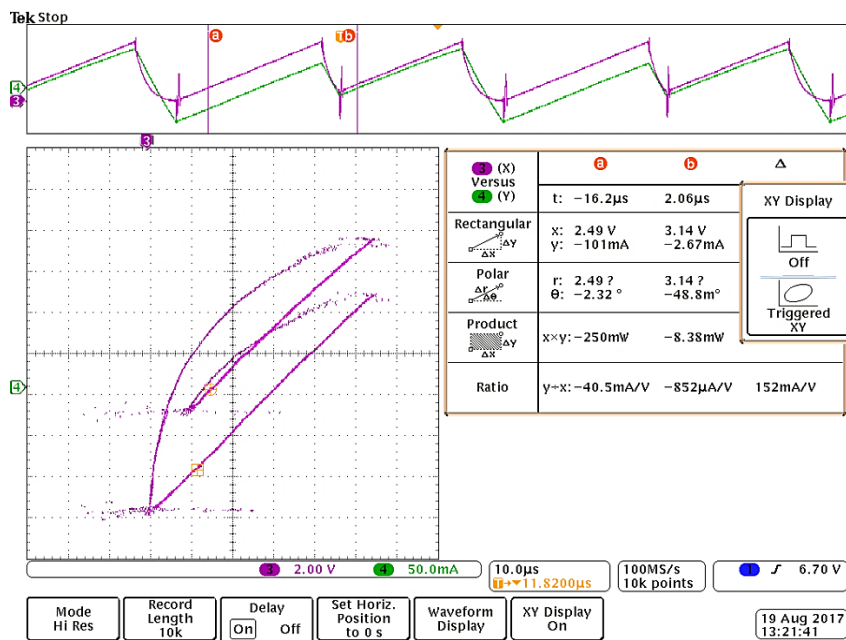 Tek Stop
a
T b
4
3
3
4
3 (X)
Versus
4 (Y)
a b Δ
t: -16.2µs 2.06µs
Rectangular
Δy
Δx
x: 2.49 V 3.14 V
y: -101mA -2.67mA
Polar
Δr
Δθ
r: 2.49 ? 3.14 ?
θ: -2.32 ° -48.8m°
Product
Δy
Δx
x×y: -250mW -8.38mW
Ratio
y÷x: -40.5mA/V -852µA/V 152mA/V
XY Display
Off
Triggered
XY
3 2.00 V 4 50.0mA
10.0µs
T→▼11.8200µs
100MS/s
10k points
1 ∫ 6.70 V
Mode
Hi Res
Record
Length
10k
Delay
On Off
Set Horiz.
Position
to 0 s
Waveform
Display
XY Display
On
19 Aug 2017
13:21:41